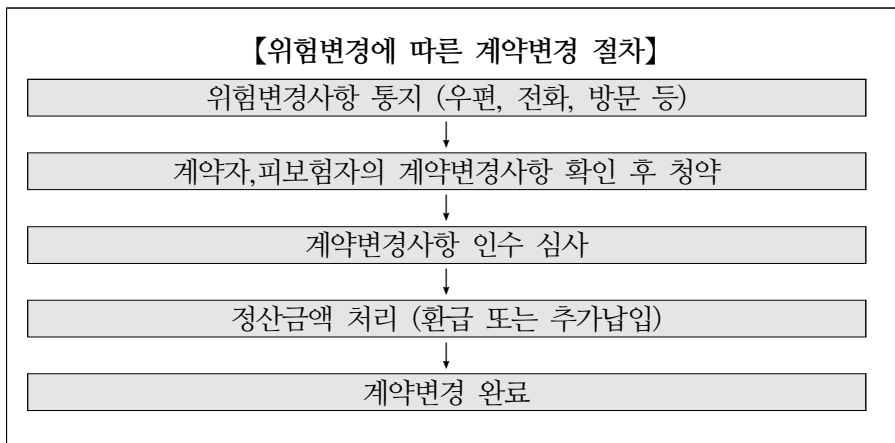 【위험변경에 따른 계약변경 절차】
위험변경사항 통지 (우편, 전화, 방문 등)
계약자,피보험자의 계약변경사항 확인 후 청약
계약변경사항 인수 심사
정산금액 처리 (환급 또는 추가납입)
계약변경 완료